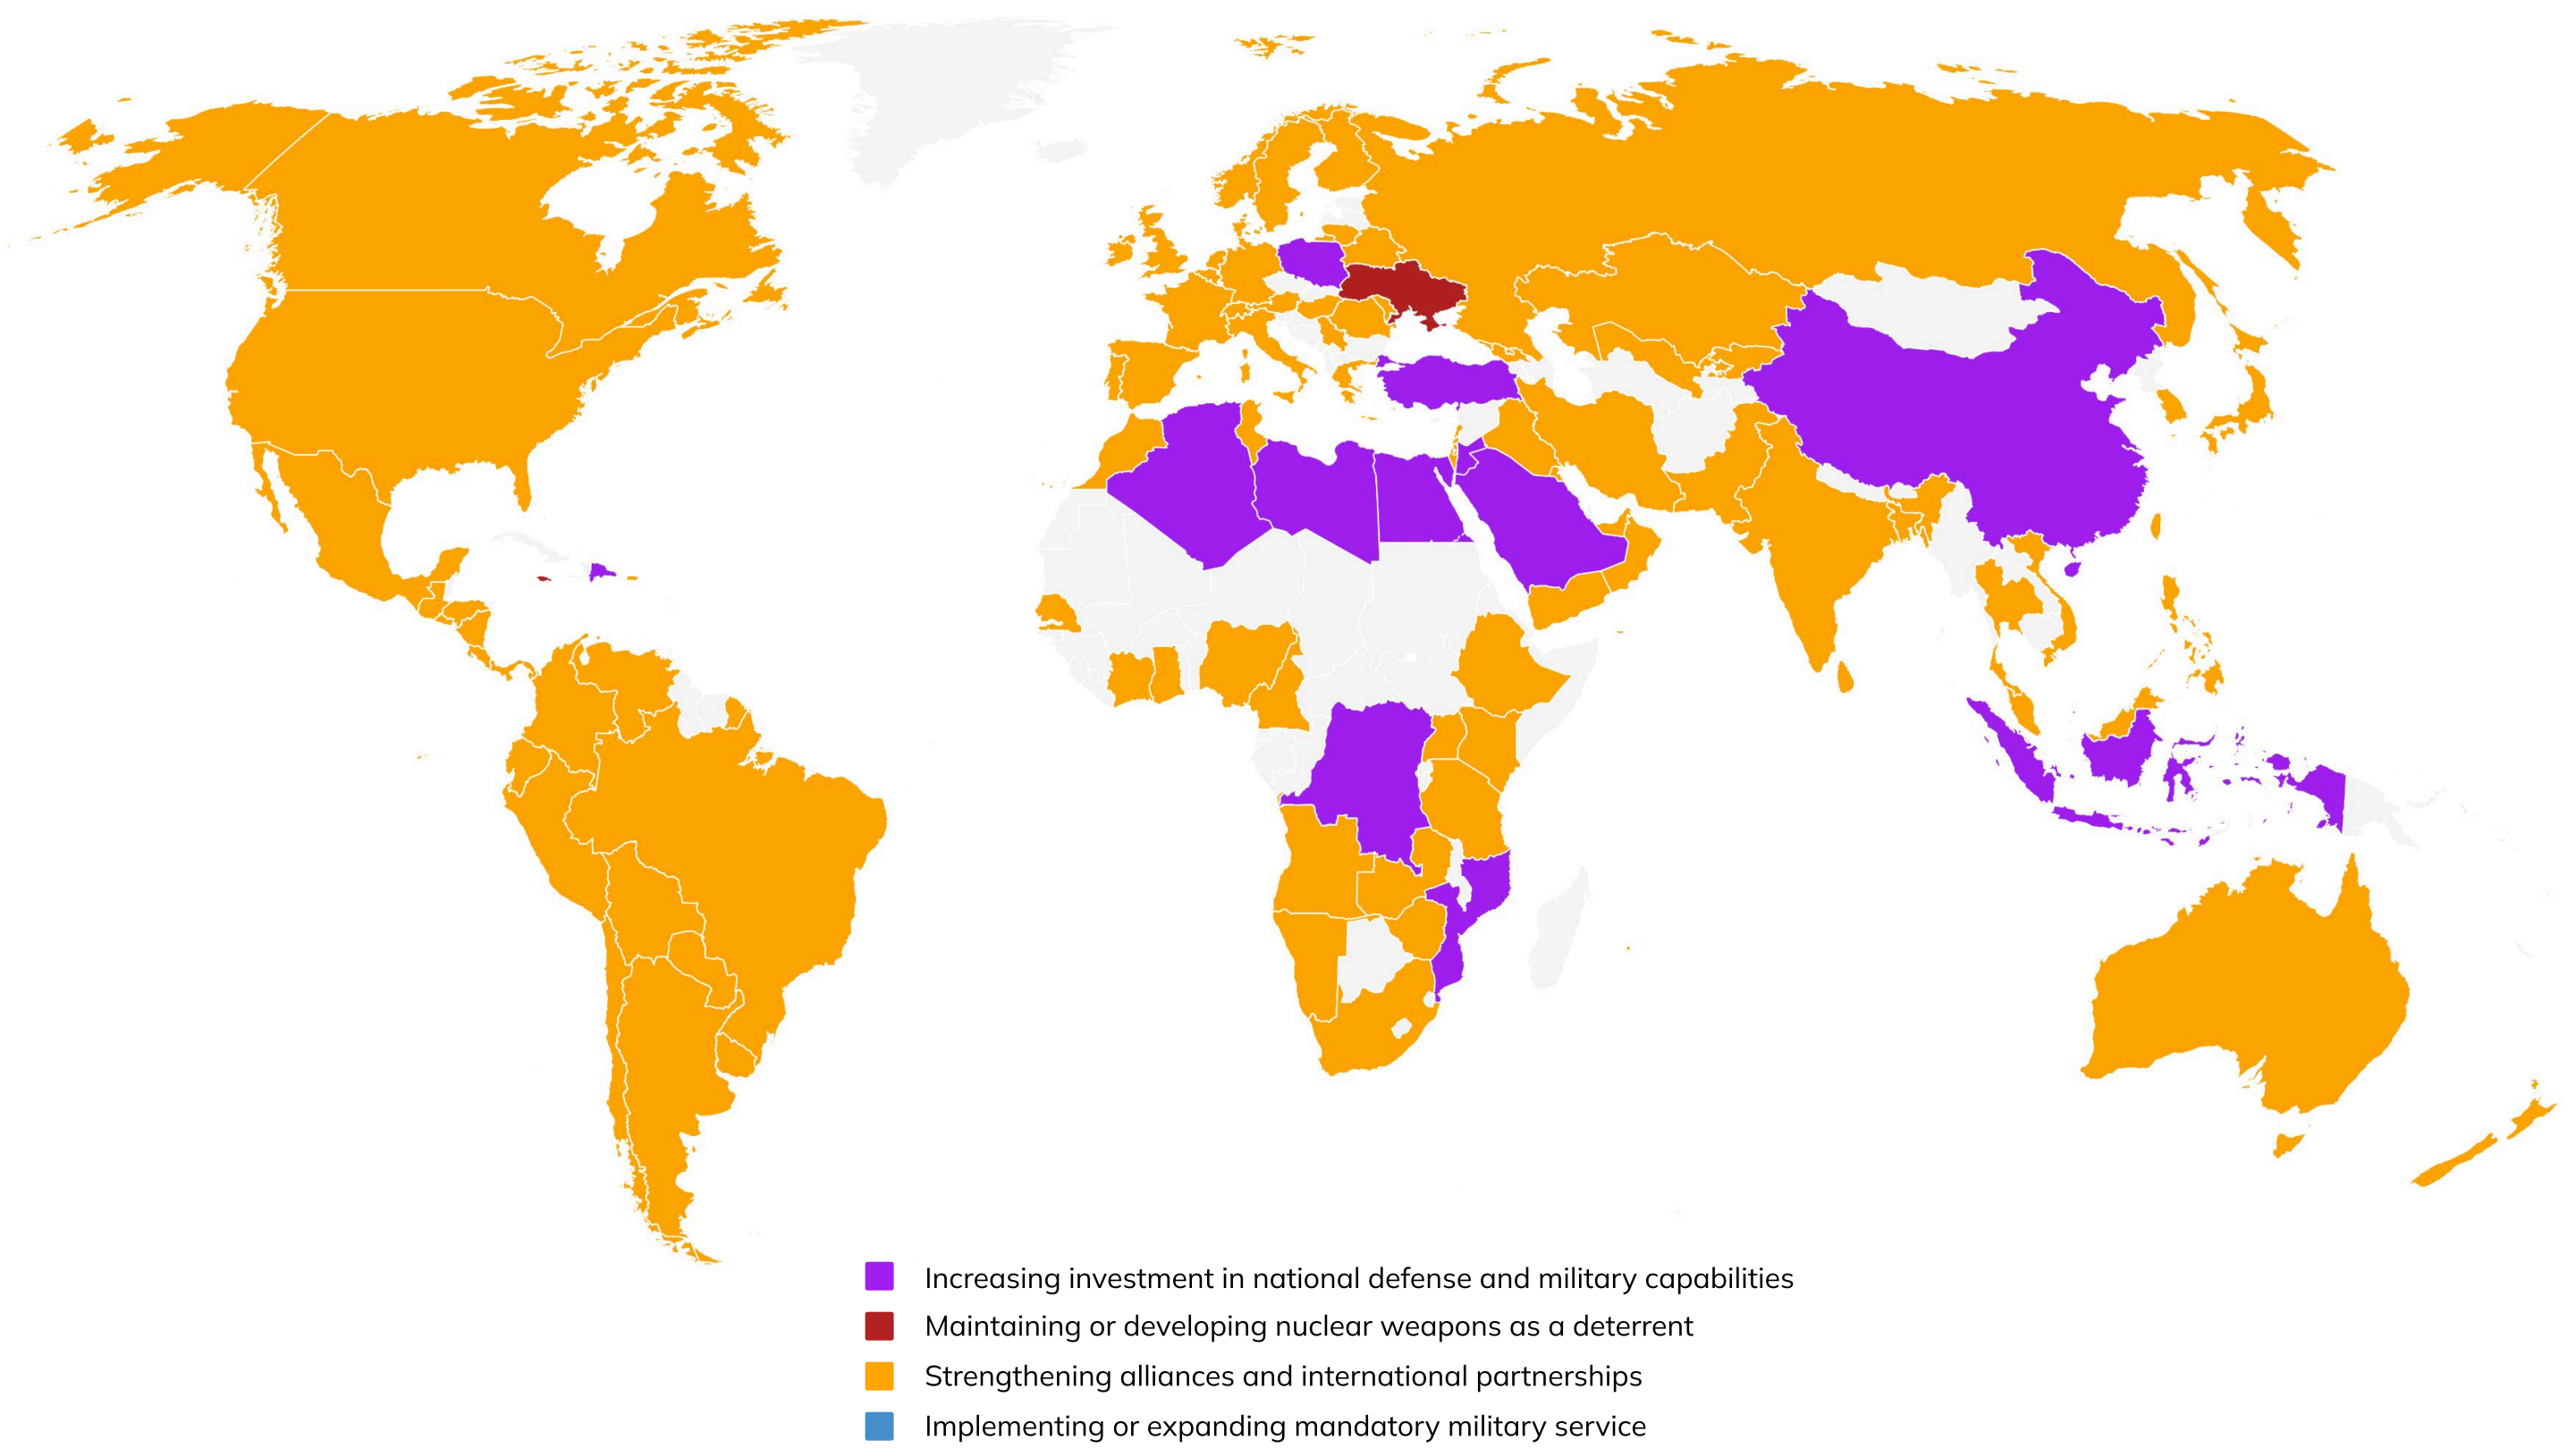 Increasing investment in national defense and military capabilities
Maintaining or developing nuclear weapons as a deterrent
Strengthening alliances and international partnerships
Implementing or expanding mandatory military service